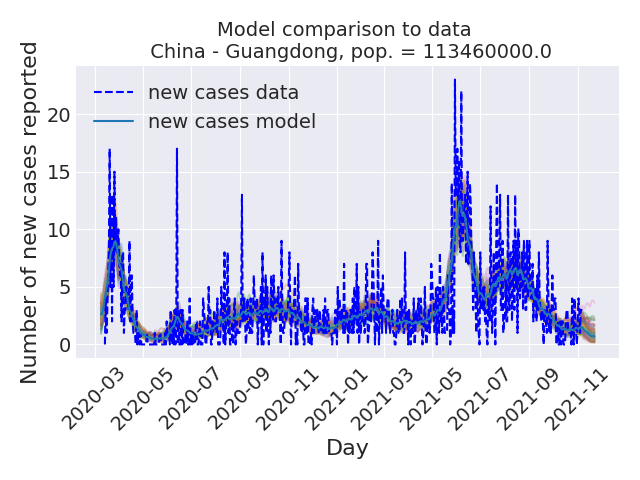 Model comparison to data
China - Guangdong, pop. = 113460000.0
Number of new cases reported
20
15
10
5
0
new cases data
new cases model
2020-03
2020-05
2020-07
2020-09
2020-11
2021-01
2021-03
2021-05
2021-07
2021-09
2021-11
Day